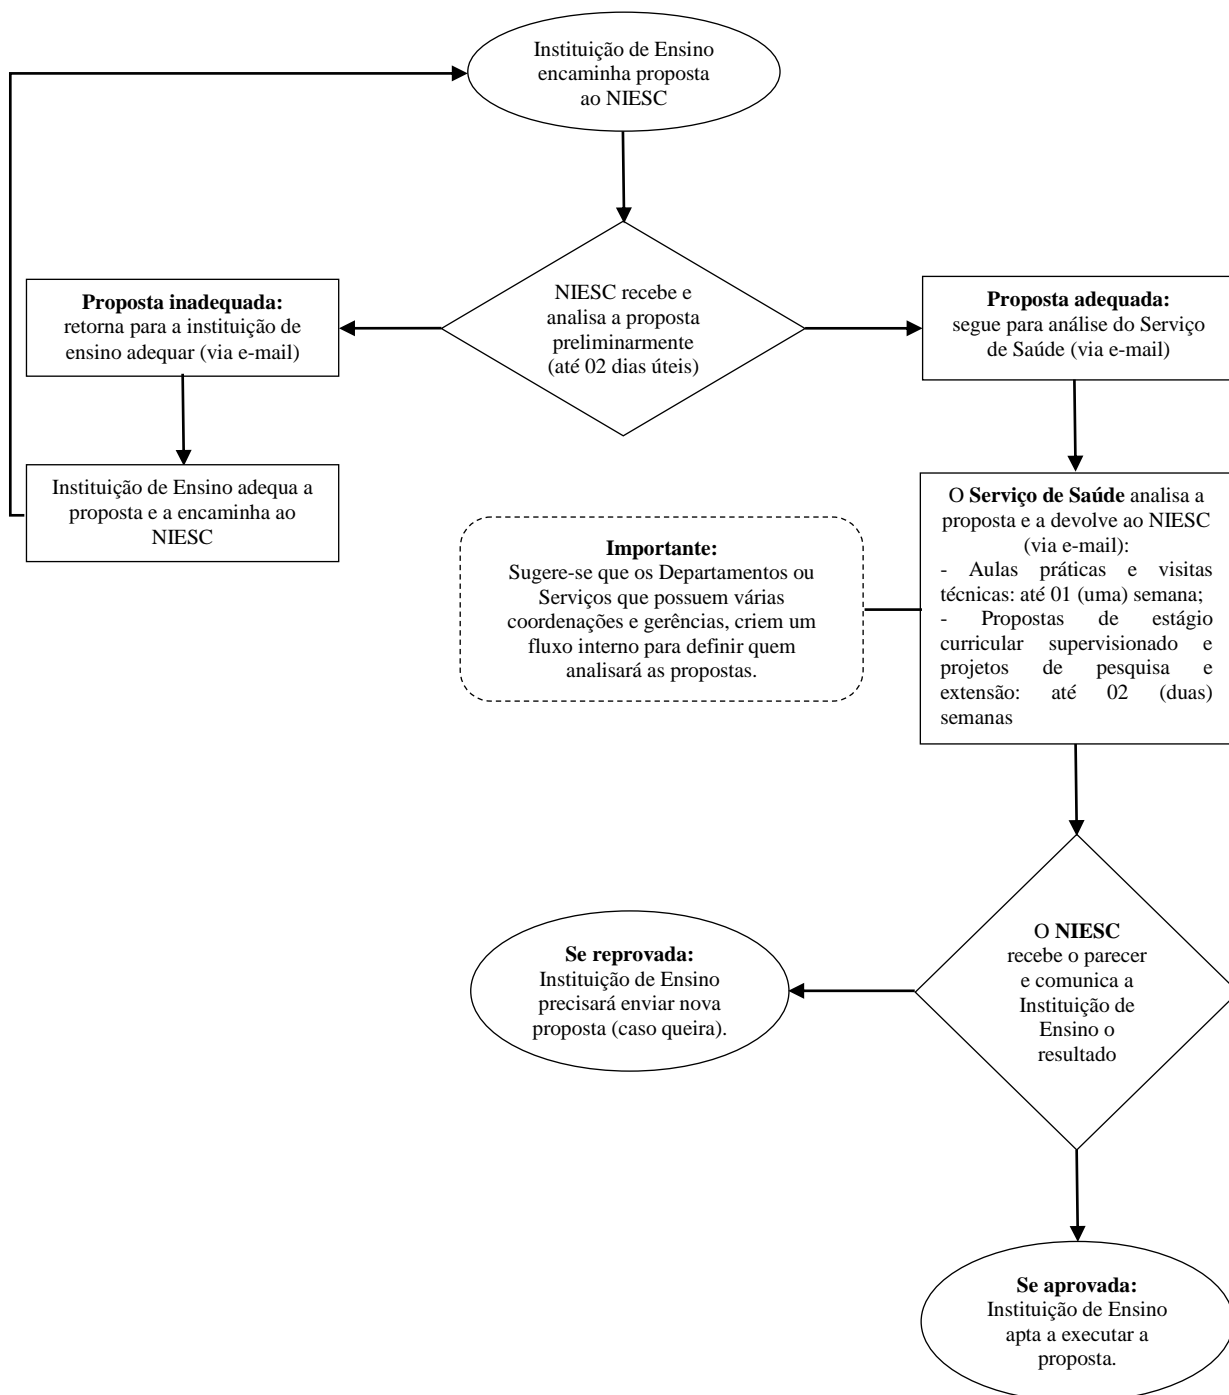 Instituição de Ensino
encaminha proposta
ao NIESC
NIESC recebe e
analisa a proposta
preliminarmente
(até 02 dias úteis)
Proposta inadequada:
retorna para a instituição de
ensino adequar (via e-mail)
Proposta adequada:
segue para análise do Serviço
de Saúde (via e-mail)
Instituição de Ensino adequa a
proposta e a encaminha ao
NIESC
Importante:
Sugere-se que os Departamentos ou
Serviços que possuem várias
coordenações e gerências, criem um
fluxo interno para definir quem
analisará as propostas.
O Serviço de Saúde analisa a
proposta e a devolve ao NIESC
(via e-mail):
- Aulas práticas e visitas
técnicas: até 01 (uma) semana;
- Propostas de estágio
curricular supervisionado e
projetos de pesquisa e
extensão: até 02 (duas)
semanas
O NIESC
recebe o parecer
e comunica a
Instituição de
Ensino o
resultado
Se reprovada:
Instituição de Ensino
precisará enviar nova
proposta (caso queira).
Se aprovada:
Instituição de Ensino
apta a executar a
proposta.